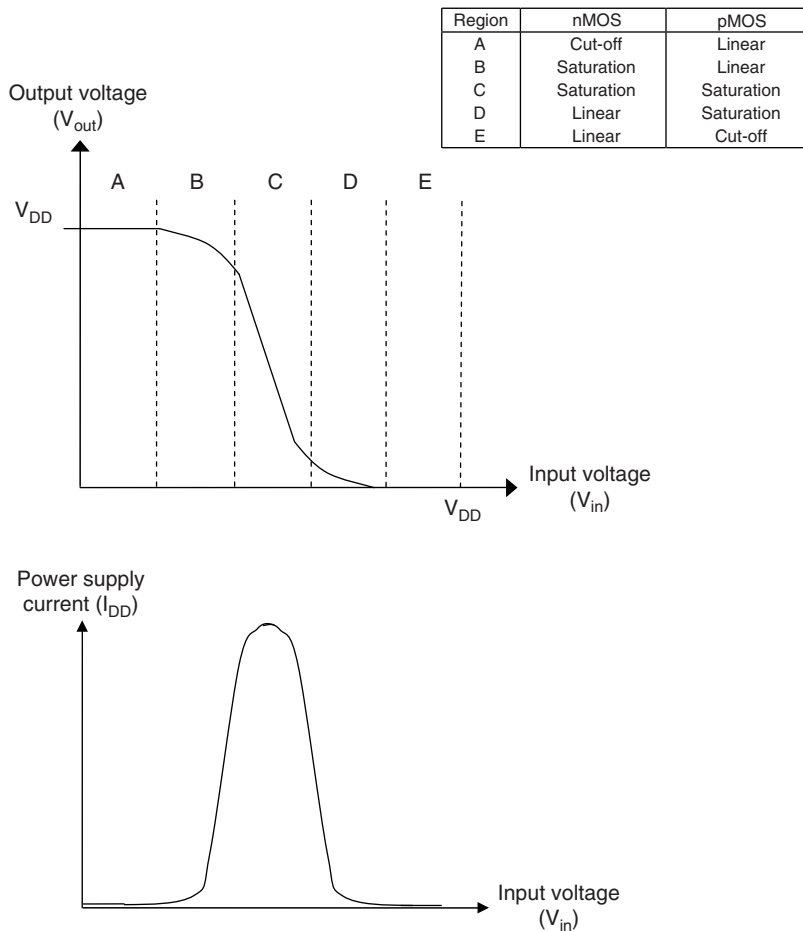 Region nMOS pMOS
A Cut-off Linear
B Saturation Linear
C Saturation Saturation
D Linear Saturation
E Linear Cut-off
Output voltage
(Vout)
A B C D E
VDD
Input voltage
(Vin)
VDD
Power supply
current (IDD)
Input voltage
(Vin)